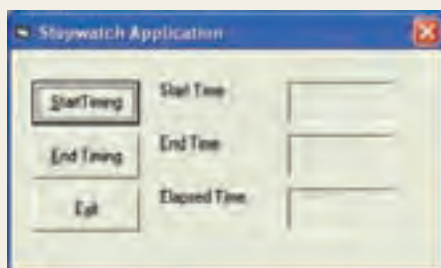 Stopwatch Application
Start Timing
Start Time
End Timing
End Time
Exit
Elapsed Time